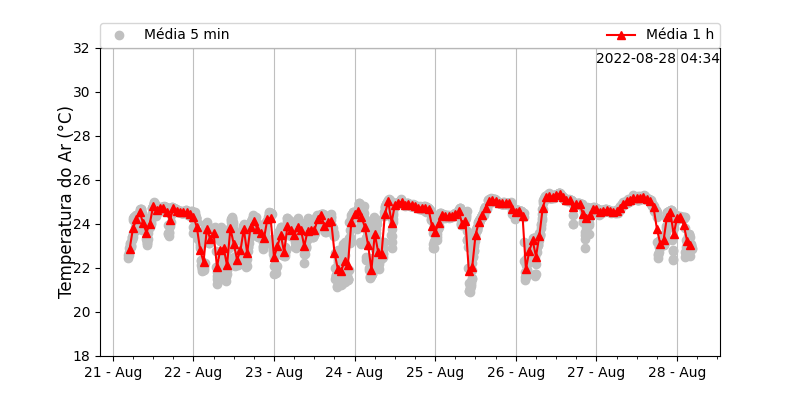 Média 5 min
Média 1 h
2022-08-28 04:34
Temperatura do Ar (°C)
32
30
28
26
24
22
20
18
21 - Aug
22 - Aug
23 - Aug
24 - Aug
25 - Aug
26 - Aug
27 - Aug
28 - Aug